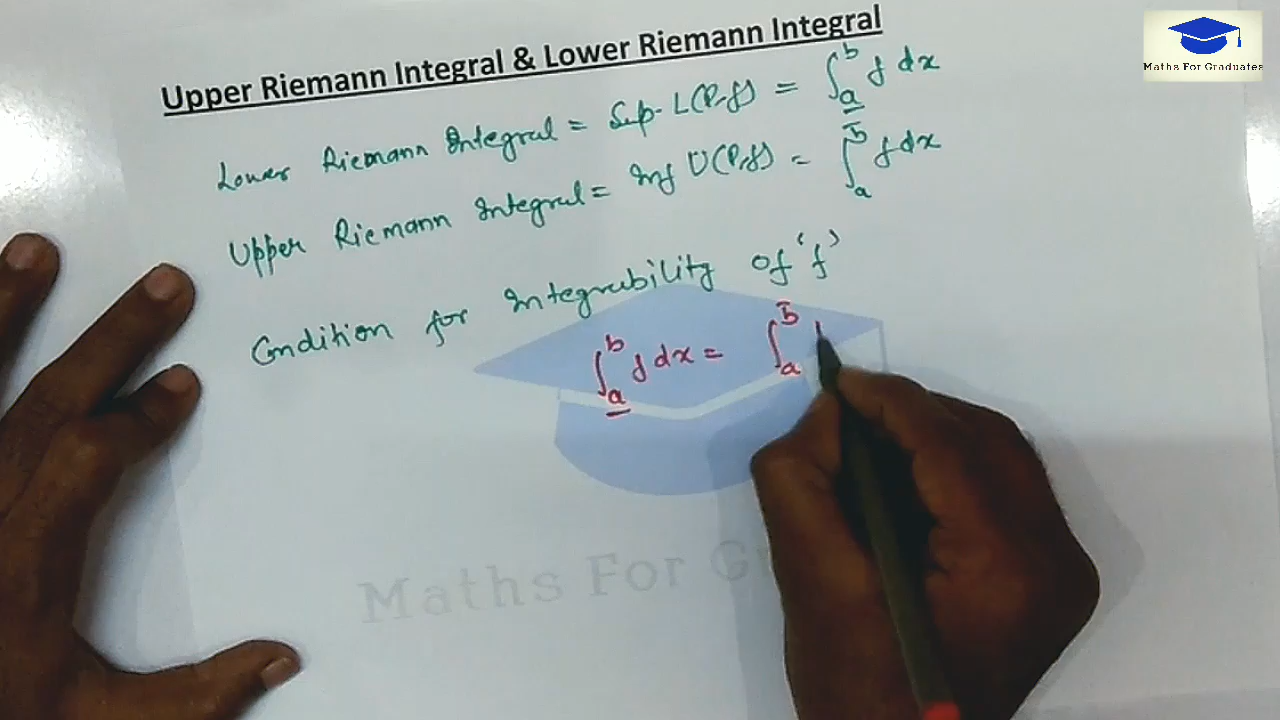 Maths For Graduates
Upper Riemann Integral & Lower Riemann Integral
Lower Riemann Integral = Sup. L(P,f) = ∫_a̲^b f dx
Upper Riemann Integral = Inf U(P,f) = ∫_a^b̄ f dx
Condition for Integrability of 'f'
∫_a̲^b f dx = ∫_a^b̄
Maths For G